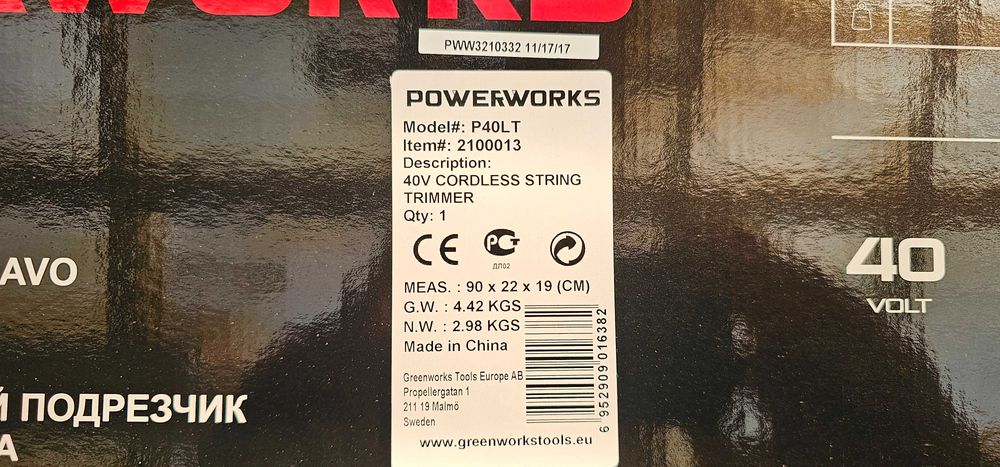 WORKS
PWW3210332 11/17/17
POWERWORKS
Model#: P40LT
Item#: 2100013
Description:
40V CORDLESS STRING
TRIMMER
Qty: 1
CE
РСТ
ДЛ02
MEAS. : 90 x 22 x 19 (CM)
G.W. : 4.42 KGS
N.W. : 2.98 KGS
Made in China
Greenworks Tools Europe AB
Propellergatan 1
211 19 Malmö
Sweden
6 952909 016382
www.greenworkstools.eu
AVO
Й ПОДРЕЗЧИК
А
40
VOLT